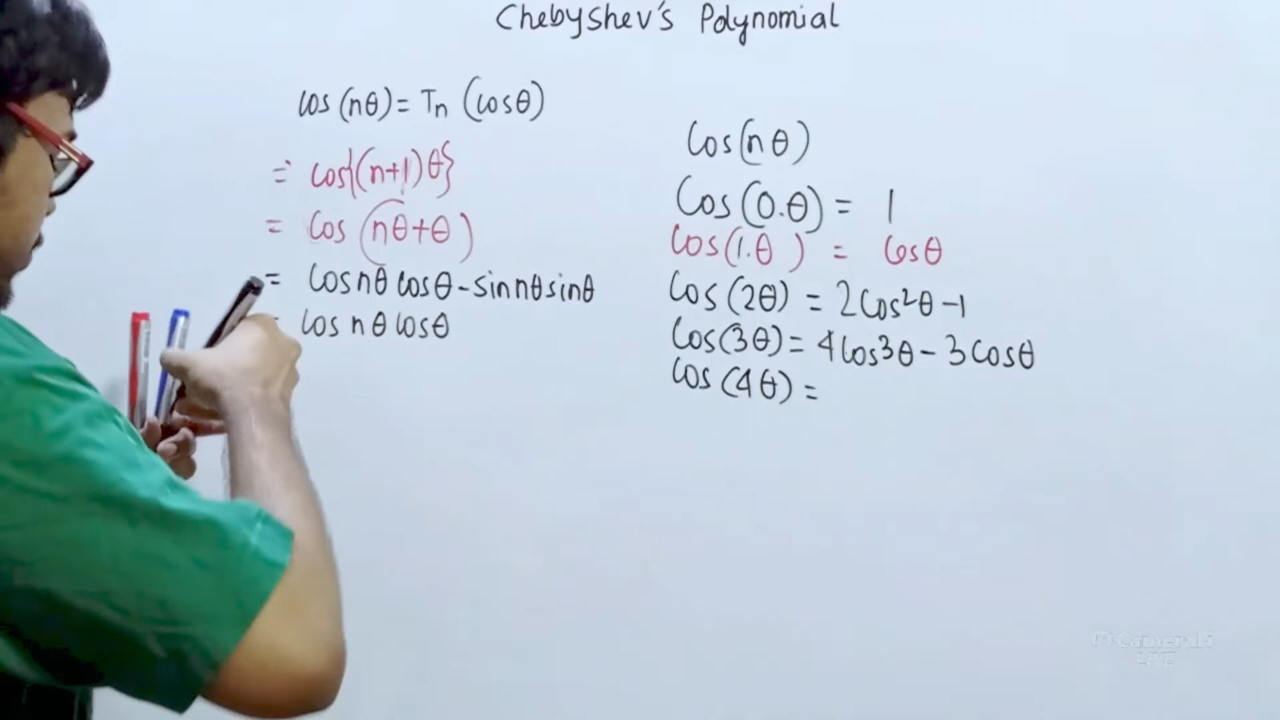 Chebyshev's Polynomial
cos(nθ) = Tn (cosθ)
= cos{(n+1)θ}
= cos (nθ+θ)
= cosnθ cosθ - sinnθ sinθ
= cos nθ cosθ
Cos(nθ)
Cos(0.θ) = 1
Cos(1.θ) = Cosθ
Cos(2θ) = 2Cos²θ - 1
Cos(3θ) = 4Cos³θ - 3Cosθ
Cos(4θ) =